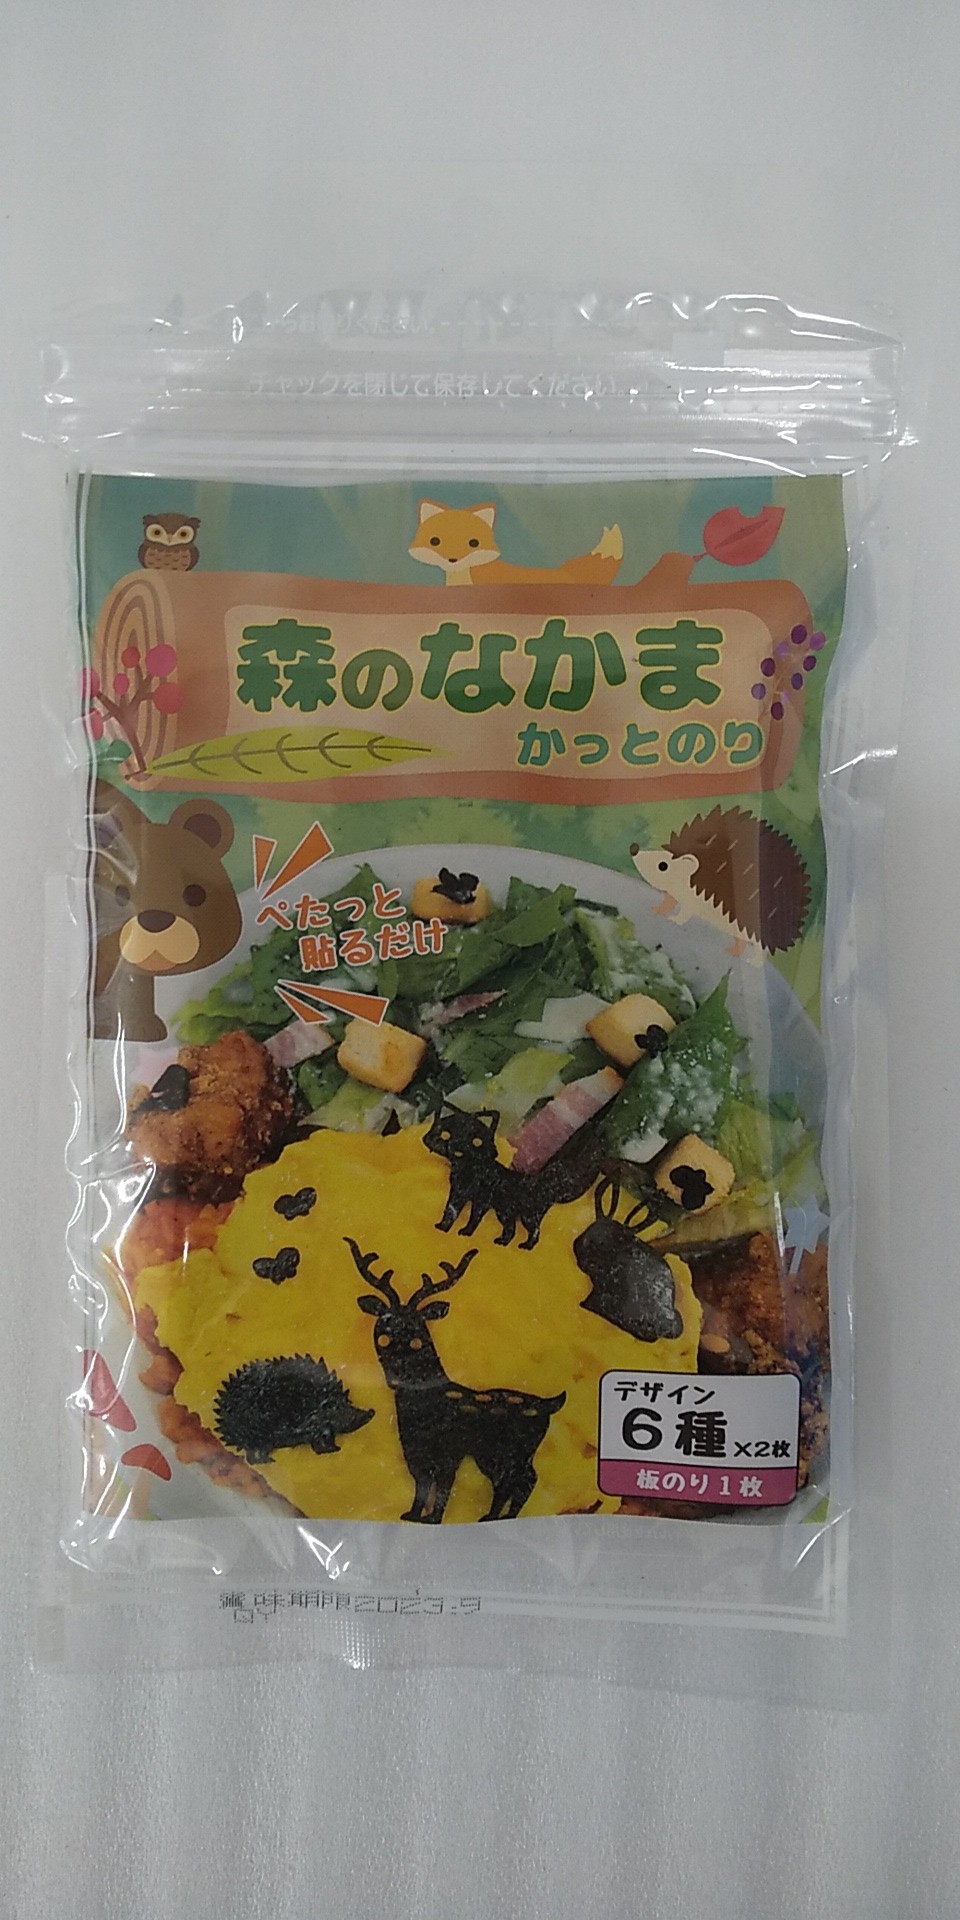 チャックを閉じて保存してください。
森のなかま
かっとのり
ぺたっと
貼るだけ
デザイン
6種×2枚
板のり1枚
賞味期限2023.9
QY